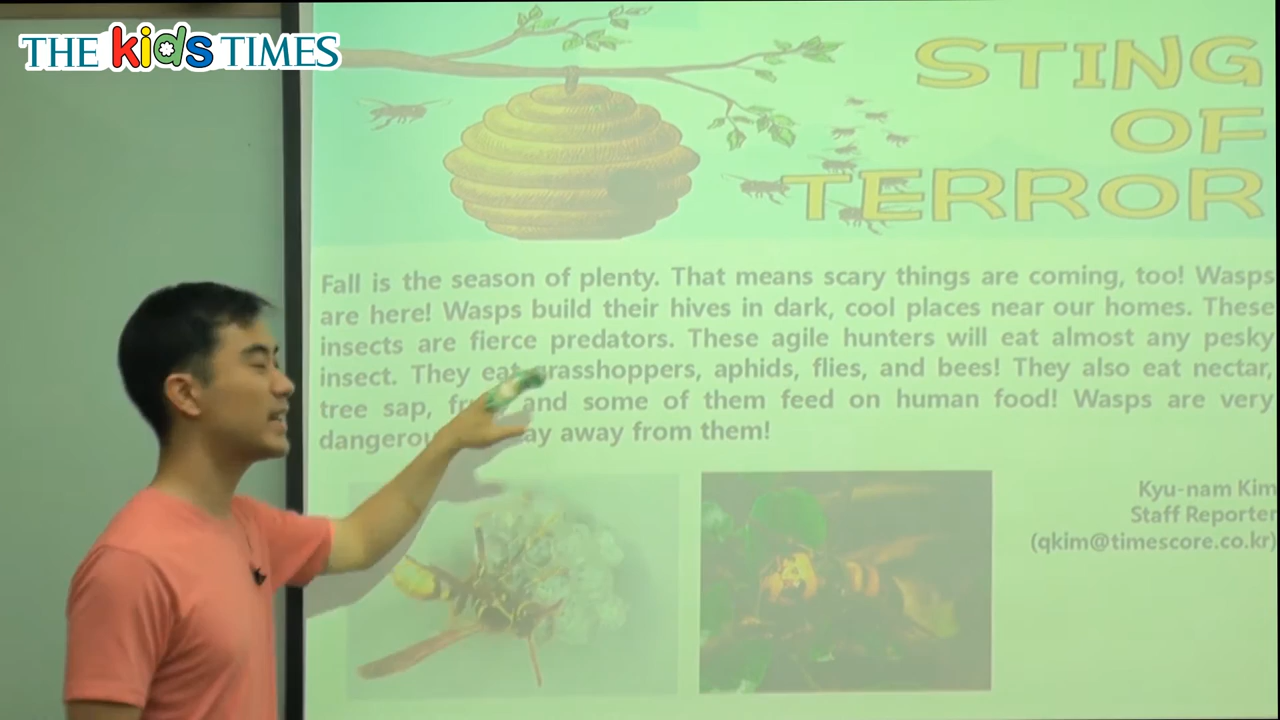 THE kids TIMES
STING
OF
TERROR
Fall is the season of plenty. That means scary things are coming, too! Wasps
are here! Wasps build their hives in dark, cool places near our homes. These
insects are fierce predators. These agile hunters will eat almost any pesky
insect. They eat grasshoppers, aphids, flies, and bees! They also eat nectar,
tree sap, and some of them feed on human food! Wasps are very
away from them!
Kyu-nam Kim
Staff Reporter
(qkim@timescore.co.kr)